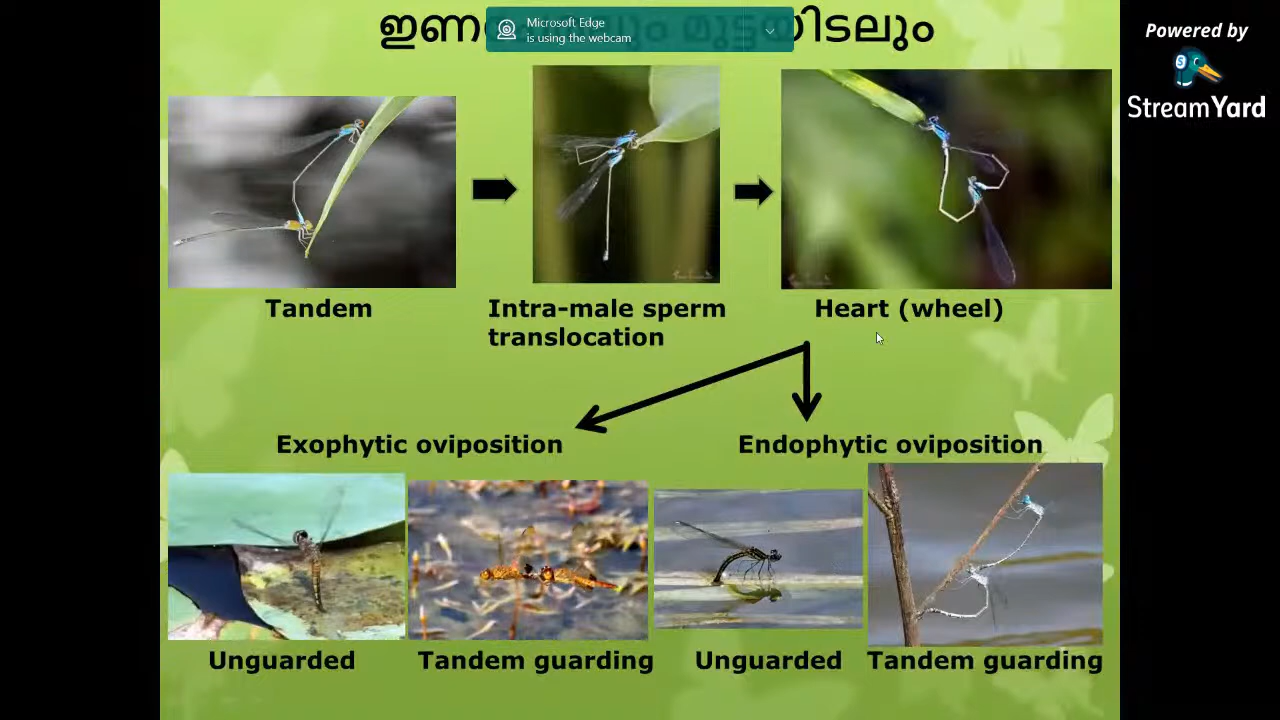 ഇണ
മുട്ടയിടലും
Microsoft Edge
is using the webcam
Powered by
S
StreamYard
Tandem
Intra-male sperm
translocation
Heart (wheel)
Exophytic oviposition
Endophytic oviposition
Unguarded
Tandem guarding
Unguarded
Tandem guarding